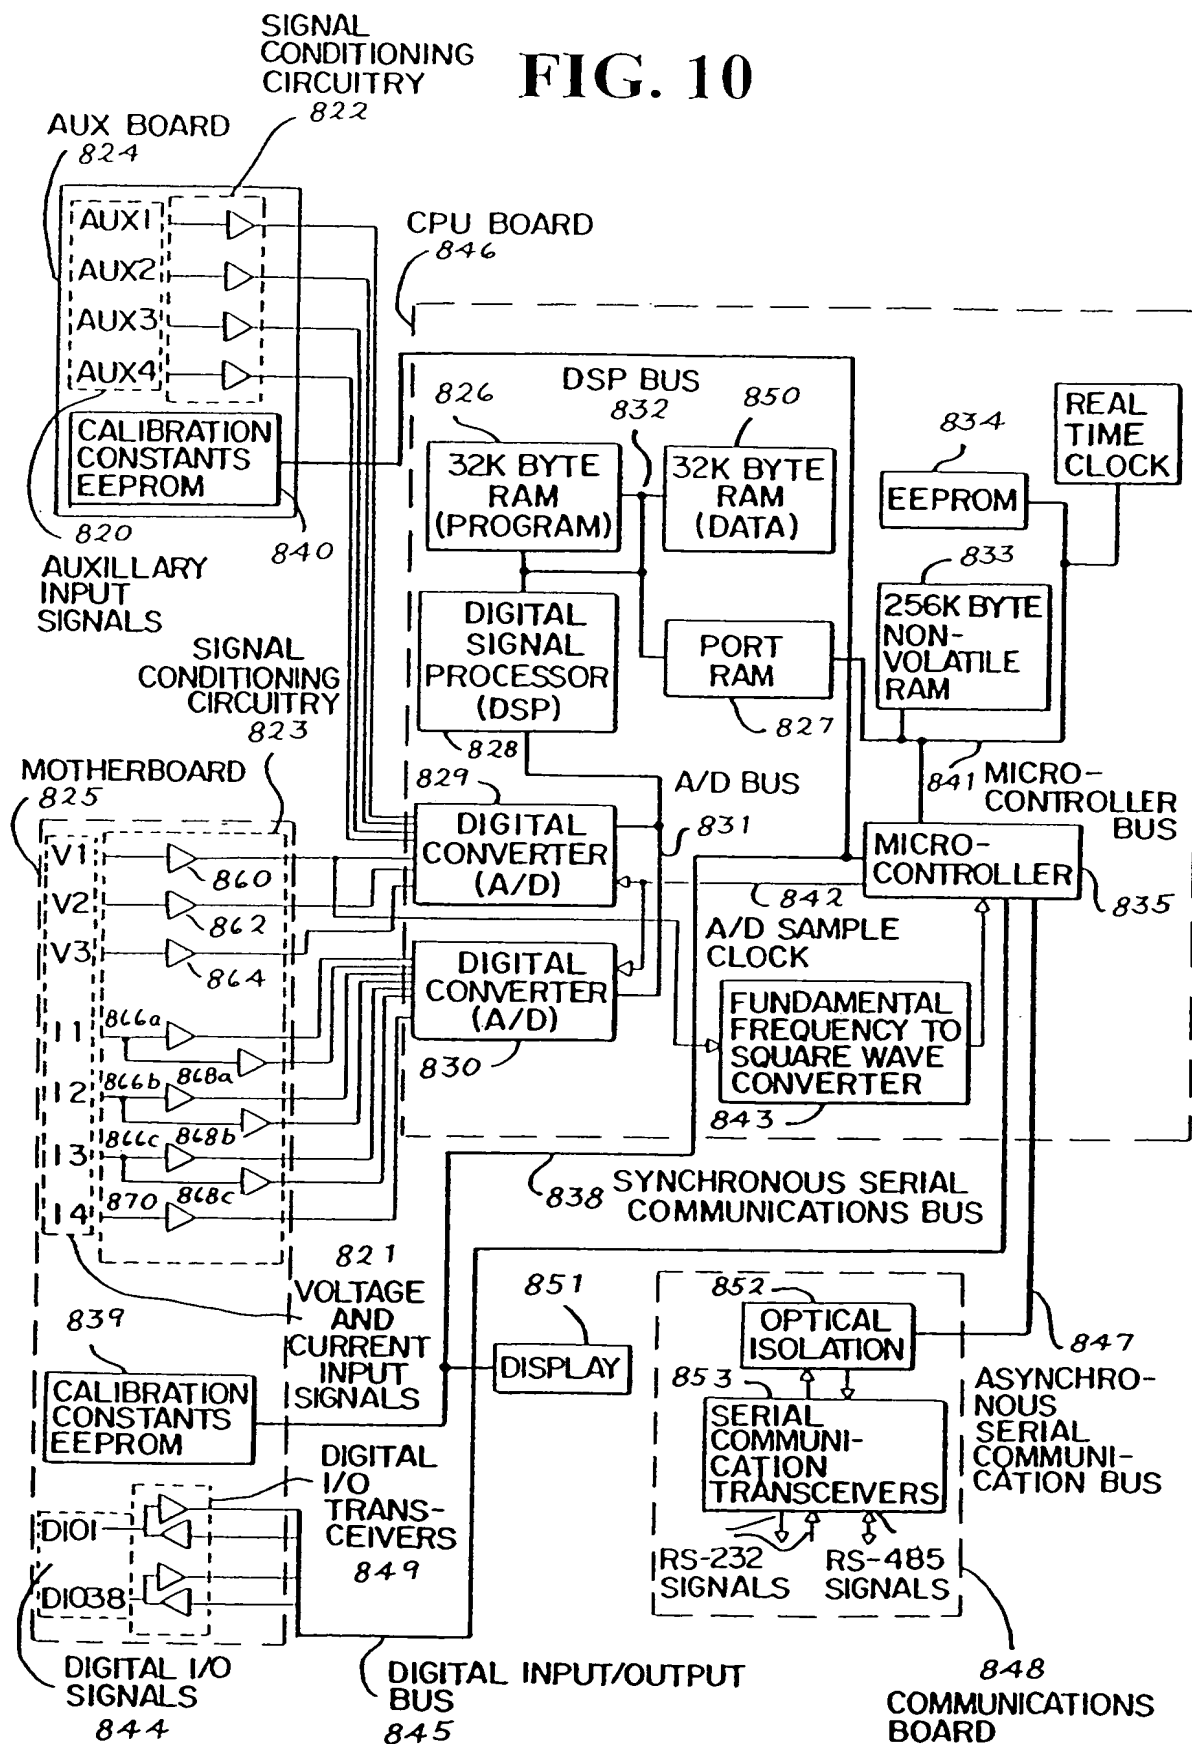 FIG. 10
SIGNAL
CONDITIONING
CIRCUITRY
822
AUX BOARD
824
AUX1
AUX2
AUX3
AUX4
CALIBRATION
CONSTANTS
EEPROM
820
840
AUXILLARY
INPUT
SIGNALS
CPU BOARD
846
DSP BUS
826
832
850
32K BYTE
RAM
(PROGRAM)
32K BYTE
RAM
(DATA)
834
EEPROM
REAL
TIME
CLOCK
833
256K BYTE
NON-
VOLATILE
RAM
DIGITAL
SIGNAL
PROCESSOR
(DSP)
828
PORT
RAM
827
841
MICRO-
CONTROLLER
BUS
SIGNAL
CONDITIONING
CIRCUITRY
823
MOTHERBOARD
825
V1
860
V2
862
V3
864
I1
866a
868a
I2
866b
868b
I3
866c
868c
I4
870
829
DIGITAL
CONVERTER
(A/D)
A/D BUS
831
DIGITAL
CONVERTER
(A/D)
830
MICRO-
CONTROLLER
835
842
A/D SAMPLE
CLOCK
FUNDAMENTAL
FREQUENCY TO
SQUARE WAVE
CONVERTER
843
838
SYNCHRONOUS SERIAL
COMMUNICATIONS BUS
821
VOLTAGE
AND
CURRENT
INPUT
SIGNALS
839
CALIBRATION
CONSTANTS
EEPROM
851
DISPLAY
852
OPTICAL
ISOLATION
853
SERIAL
COMMUNI-
CATION
TRANSCEIVERS
RS-232
SIGNALS
RS-485
SIGNALS
847
ASYNCHRO-
NOUS
SERIAL
COMMUNI-
CATION BUS
DIGITAL
I/O
TRANS-
CEIVERS
849
DIO1
DIO38
DIGITAL I/O
SIGNALS
844
DIGITAL INPUT/OUTPUT
BUS
845
848
COMMUNICATIONS
BOARD